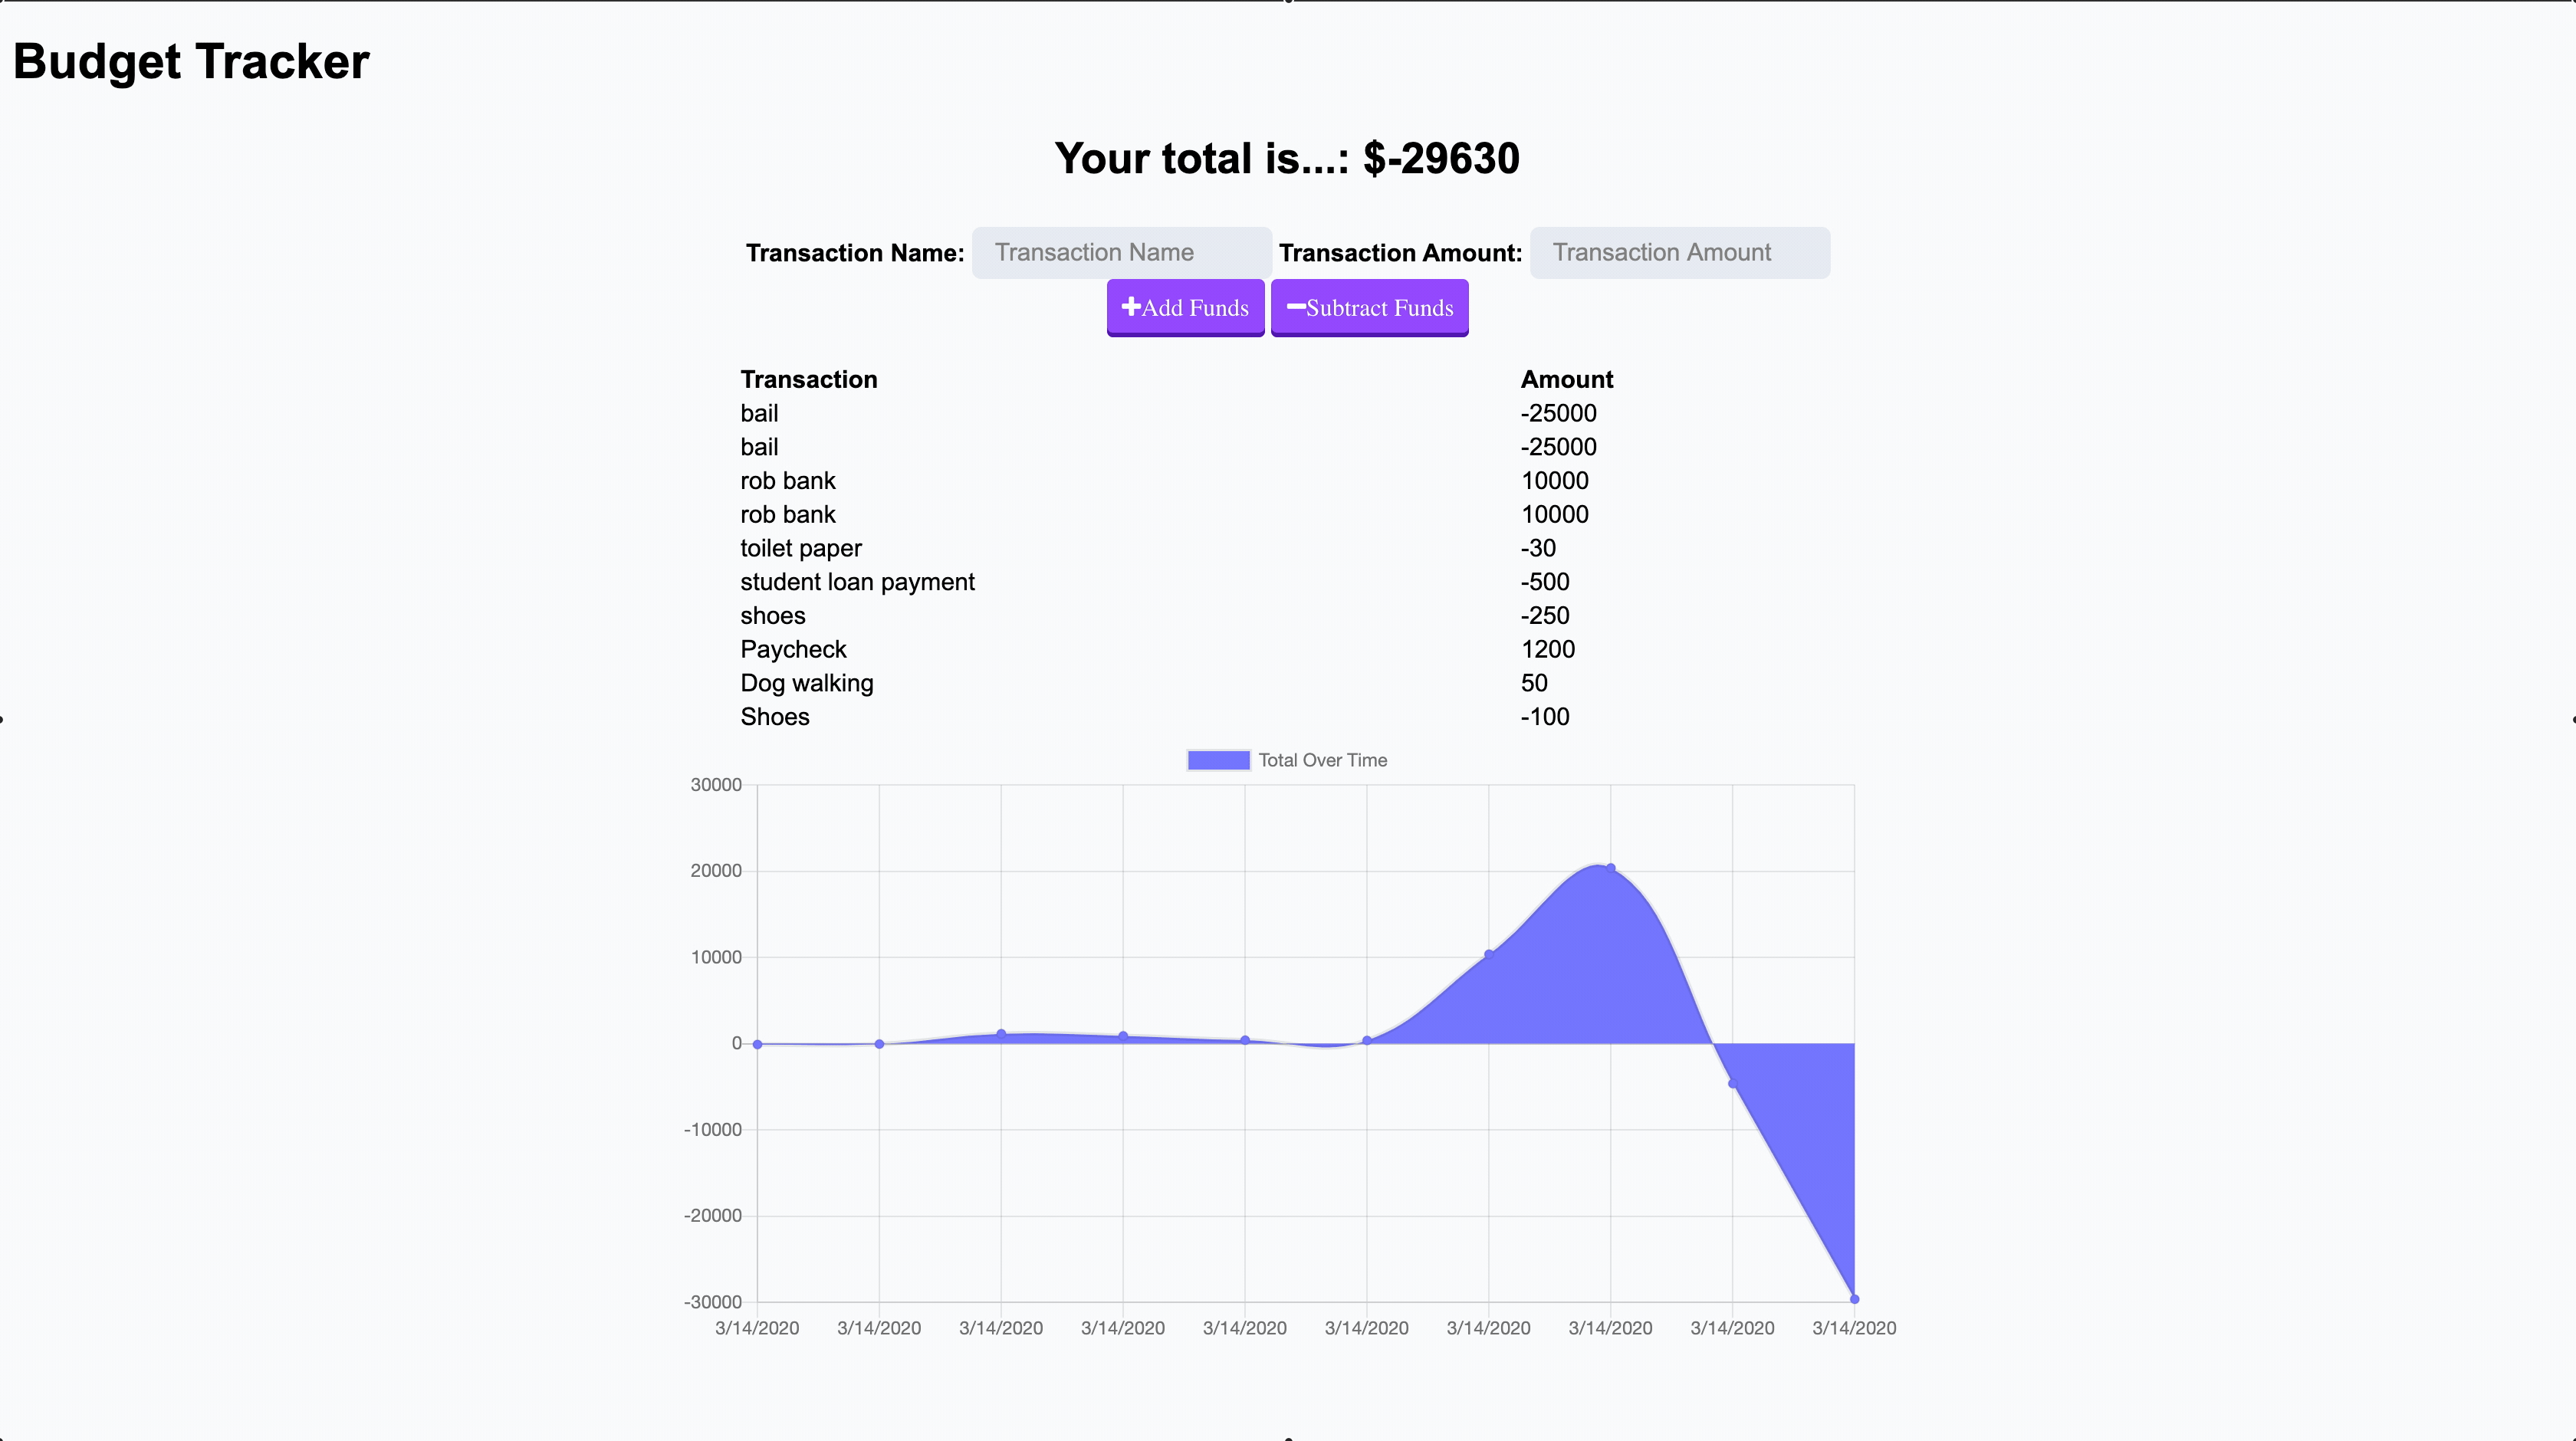 Budget Tracker
Your total is...: $-29630
Transaction Name: Transaction Name Transaction Amount: Transaction Amount
Add Funds Subtract Funds
Transaction Amount
bail -25000
bail -25000
rob bank 10000
rob bank 10000
toilet paper -30
student loan payment -500
shoes -250
Paycheck 1200
Dog walking 50
Shoes -100
Total Over Time
30000
20000
10000
0
-10000
-20000
-30000
3/14/2020 3/14/2020 3/14/2020 3/14/2020 3/14/2020 3/14/2020 3/14/2020 3/14/2020 3/14/2020 3/14/2020